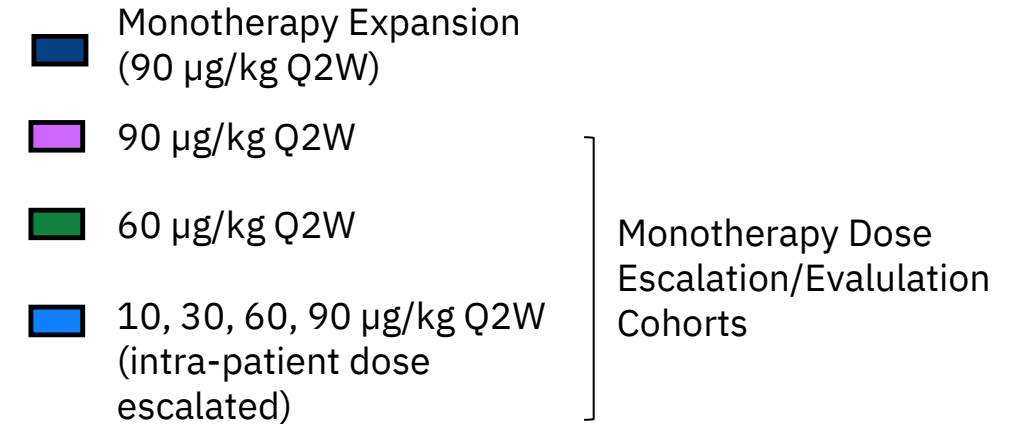 Monotherapy Expansion
(90 µg/kg Q2W)
90 µg/kg Q2W
60 µg/kg Q2W
10, 30, 60, 90 µg/kg Q2W
(intra-patient dose
escalated)
Monotherapy Dose
Escalation/Evalulation
Cohorts